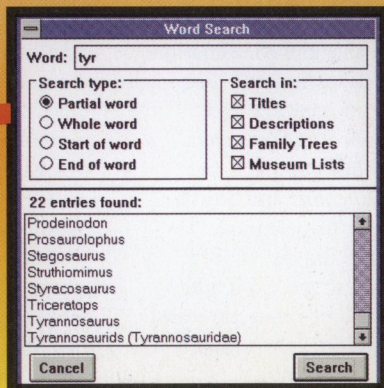 Word Search
Word: tyr
Search type:
Partial word
Whole word
Start of word
End of word
Search in:
Titles
Descriptions
Family Trees
Museum Lists
22 entries found:
Prodeinodon
Prosaurolophus
Stegosaurus
Struthiomimus
Styracosaurus
Triceratops
Tyrannosaurus
Tyrannosaurids (Tyrannosauridae)
Cancel
Search